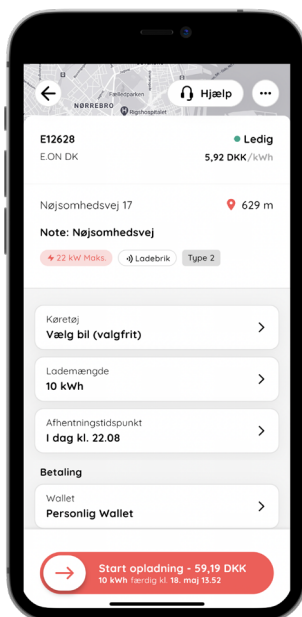 Fælledparken
NØRREBRO
Rigshospitalet
Hjælp
E12628
Ledig
E.ON DK
5,92 DKK/kWh
Nøjsomhedsvej 17
629 m
Note: Nøjsomhedsvej
22 kW Maks.
Ladebrik
Type 2
Køretøj
Vælg bil (valgfrit)
Lademængde
10 kWh
Afhentningstidspunkt
I dag kl. 22.08
Betaling
Wallet
Personlig Wallet
Start opladning - 59,19 DKK
10 kWh færdig kl. 18. maj 13.52